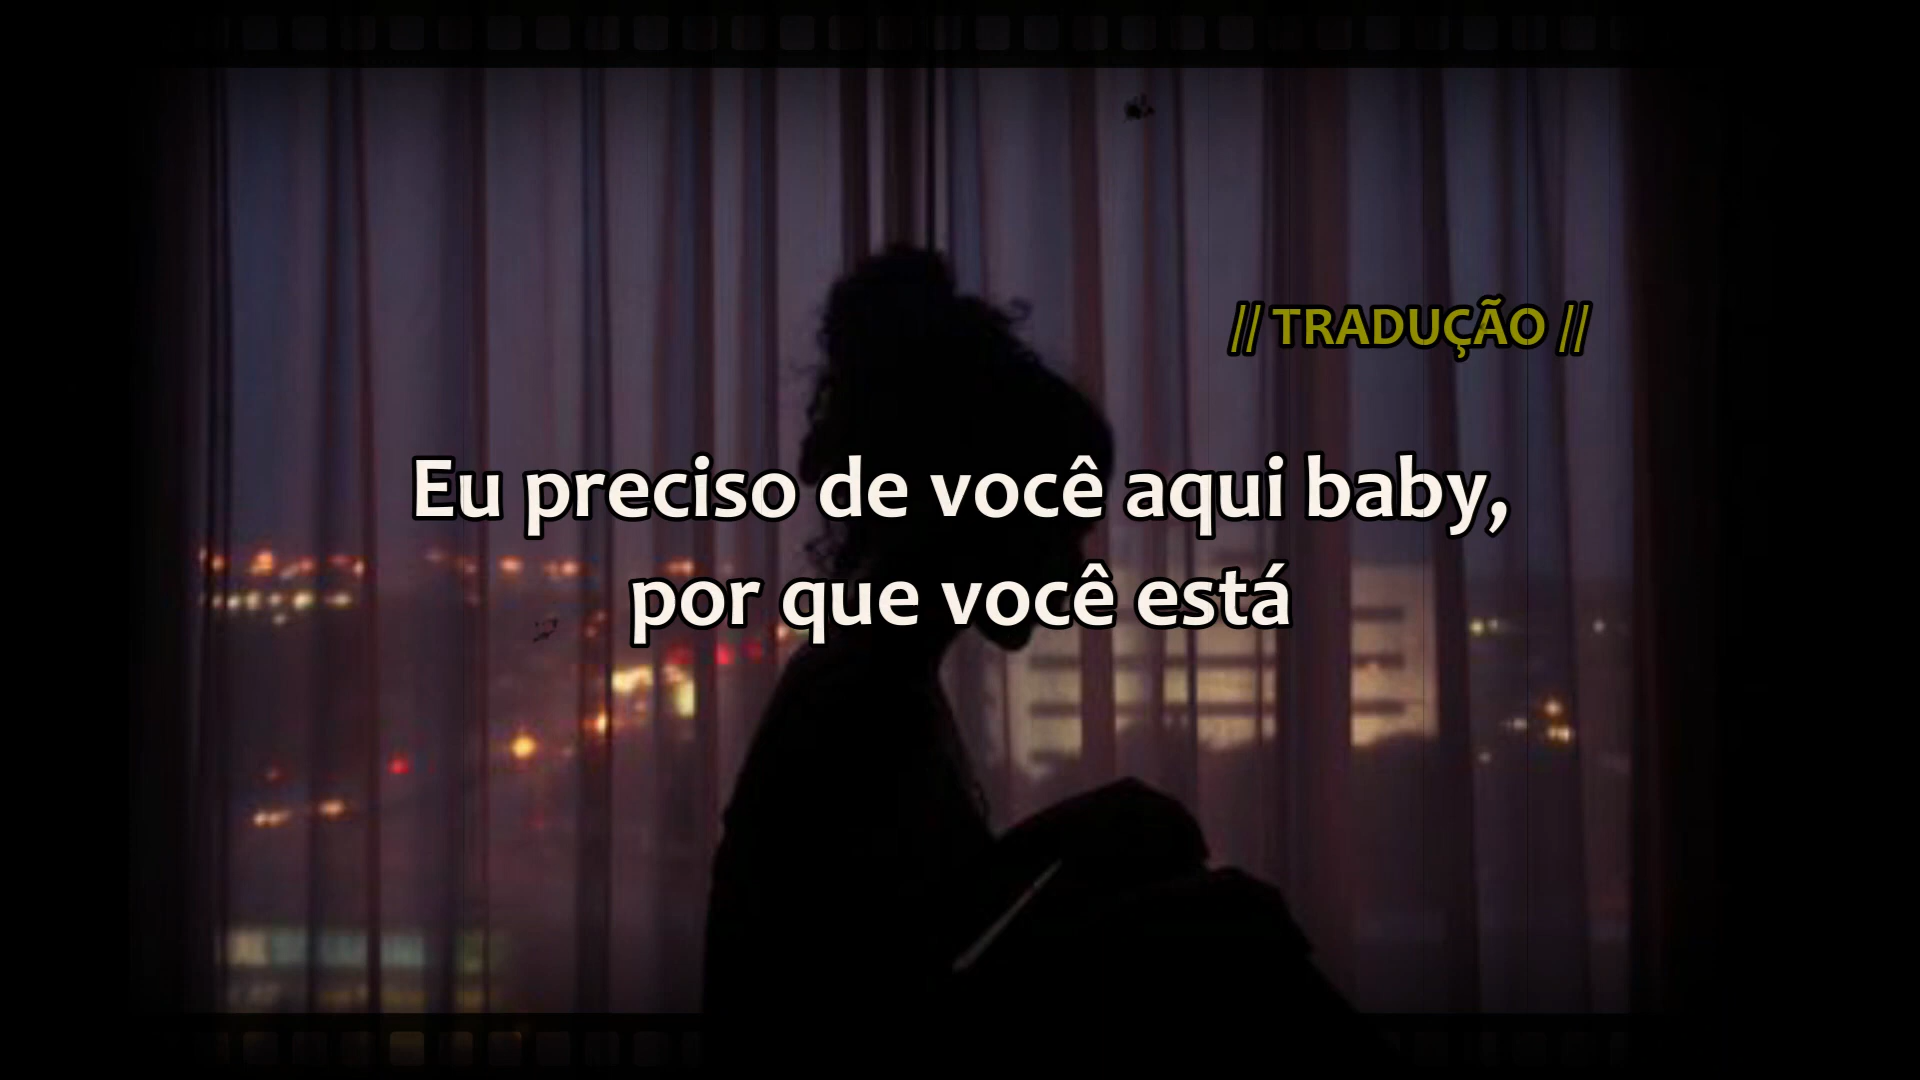 // TRADUÇÃO //
Eu preciso de você aqui baby,
por que você está